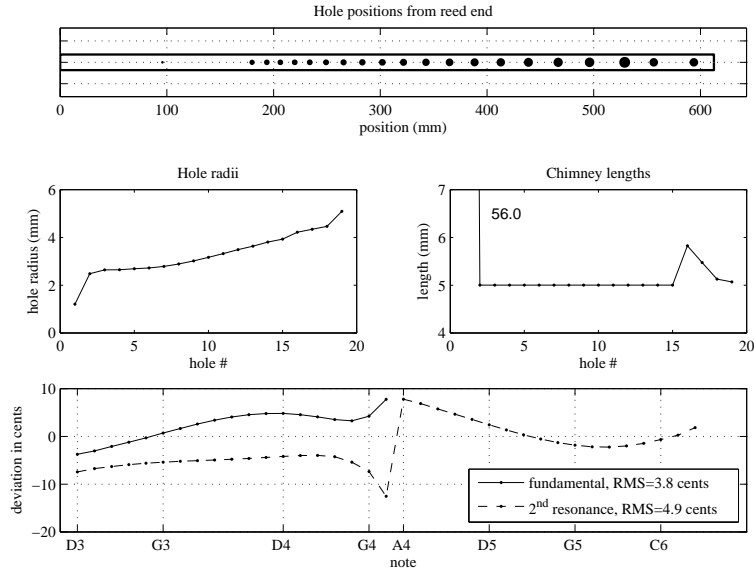 Hole positions from reed end
0 100 200 300 400 500 600
position (mm)
Hole radii
6
4
2
0
hole radius (mm)
0 5 10 15 20
hole #
Chimney lengths
56.0
7
6
5
4
length (mm)
0 5 10 15 20
hole #
10
0
−10
−20
deviation in cents
fundamental, RMS=3.8 cents
2nd resonance, RMS=4.9 cents
D3 G3 D4 G4 A4 D5 G5 C6
note